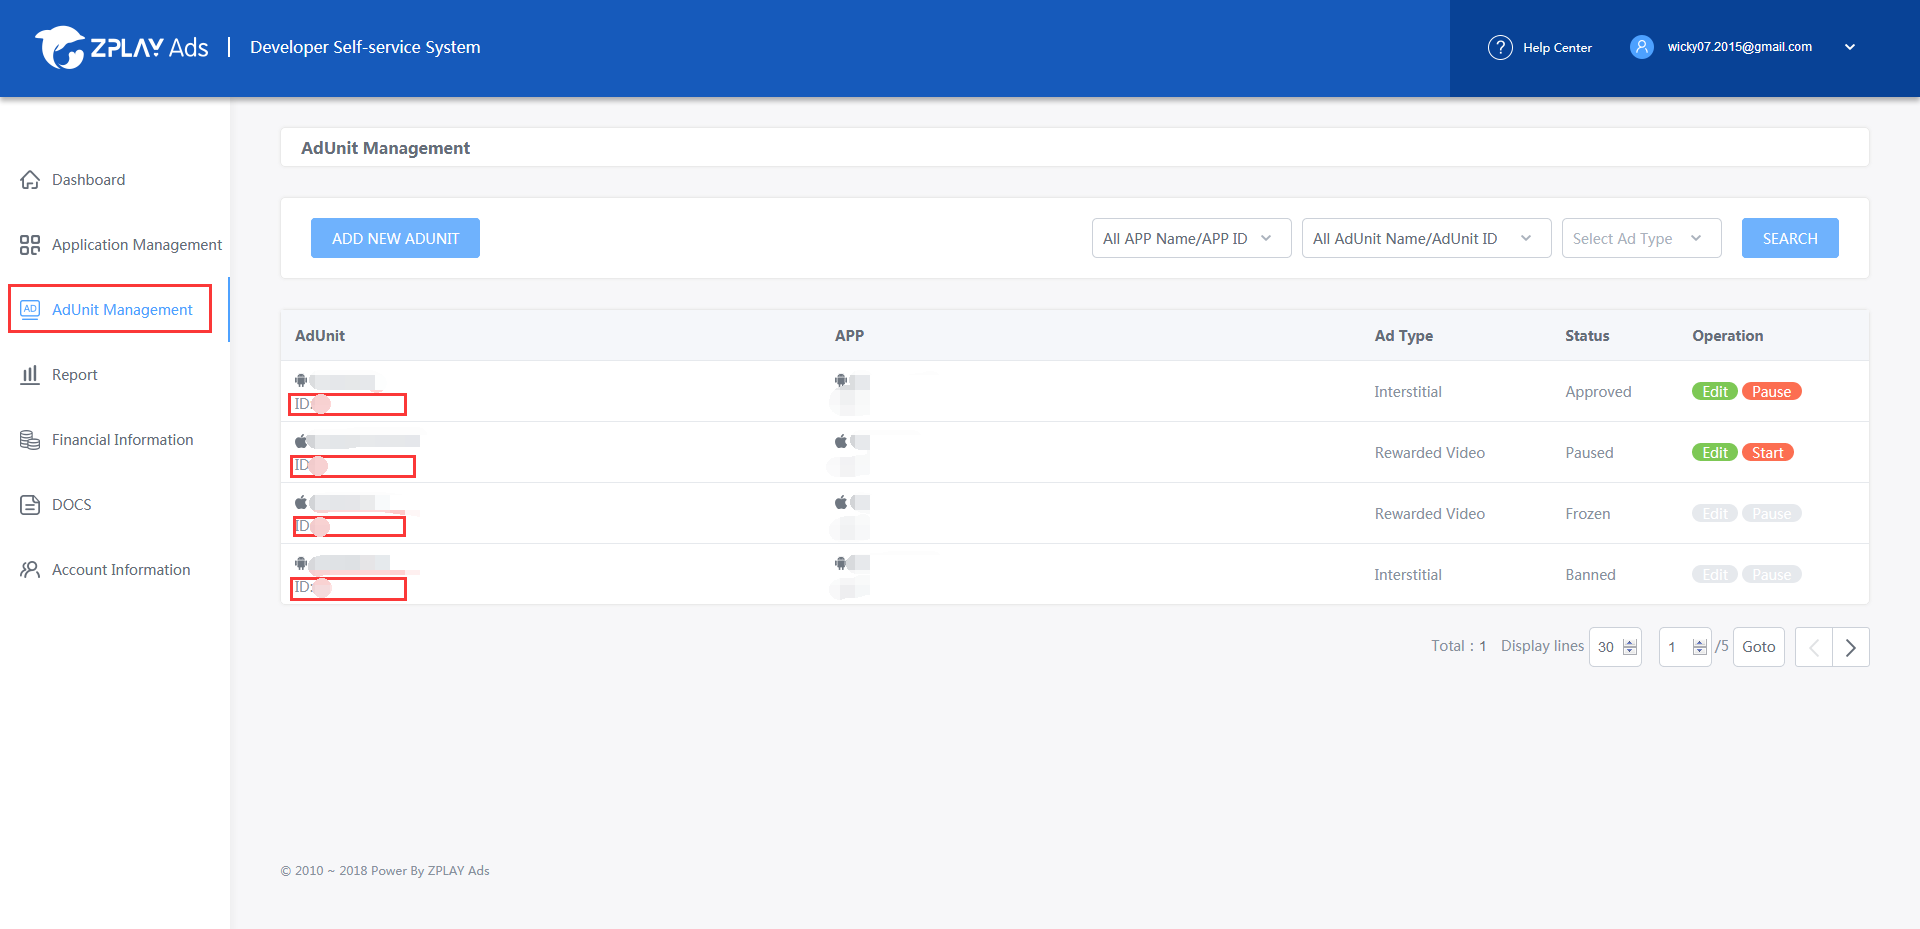 ZPLAY Ads | Developer Self-service System
? Help Center
wicky07.2015@gmail.com
Dashboard
Application Management
AD AdUnit Management
Report
Financial Information
DOCS
Account Information
AdUnit Management
ADD NEW ADUNIT
All APP Name/APP ID
All AdUnit Name/AdUnit ID
Select Ad Type
SEARCH
AdUnit APP Ad Type Status Operation
ID:
Interstitial Approved Edit Pause
ID
Rewarded Video Paused Edit Start
ID
Rewarded Video Frozen Edit Pause
ID:
Interstitial Banned Edit Pause
Total : 1 Display lines 30 1 /5 Goto
© 2010 ~ 2018 Power By ZPLAY Ads